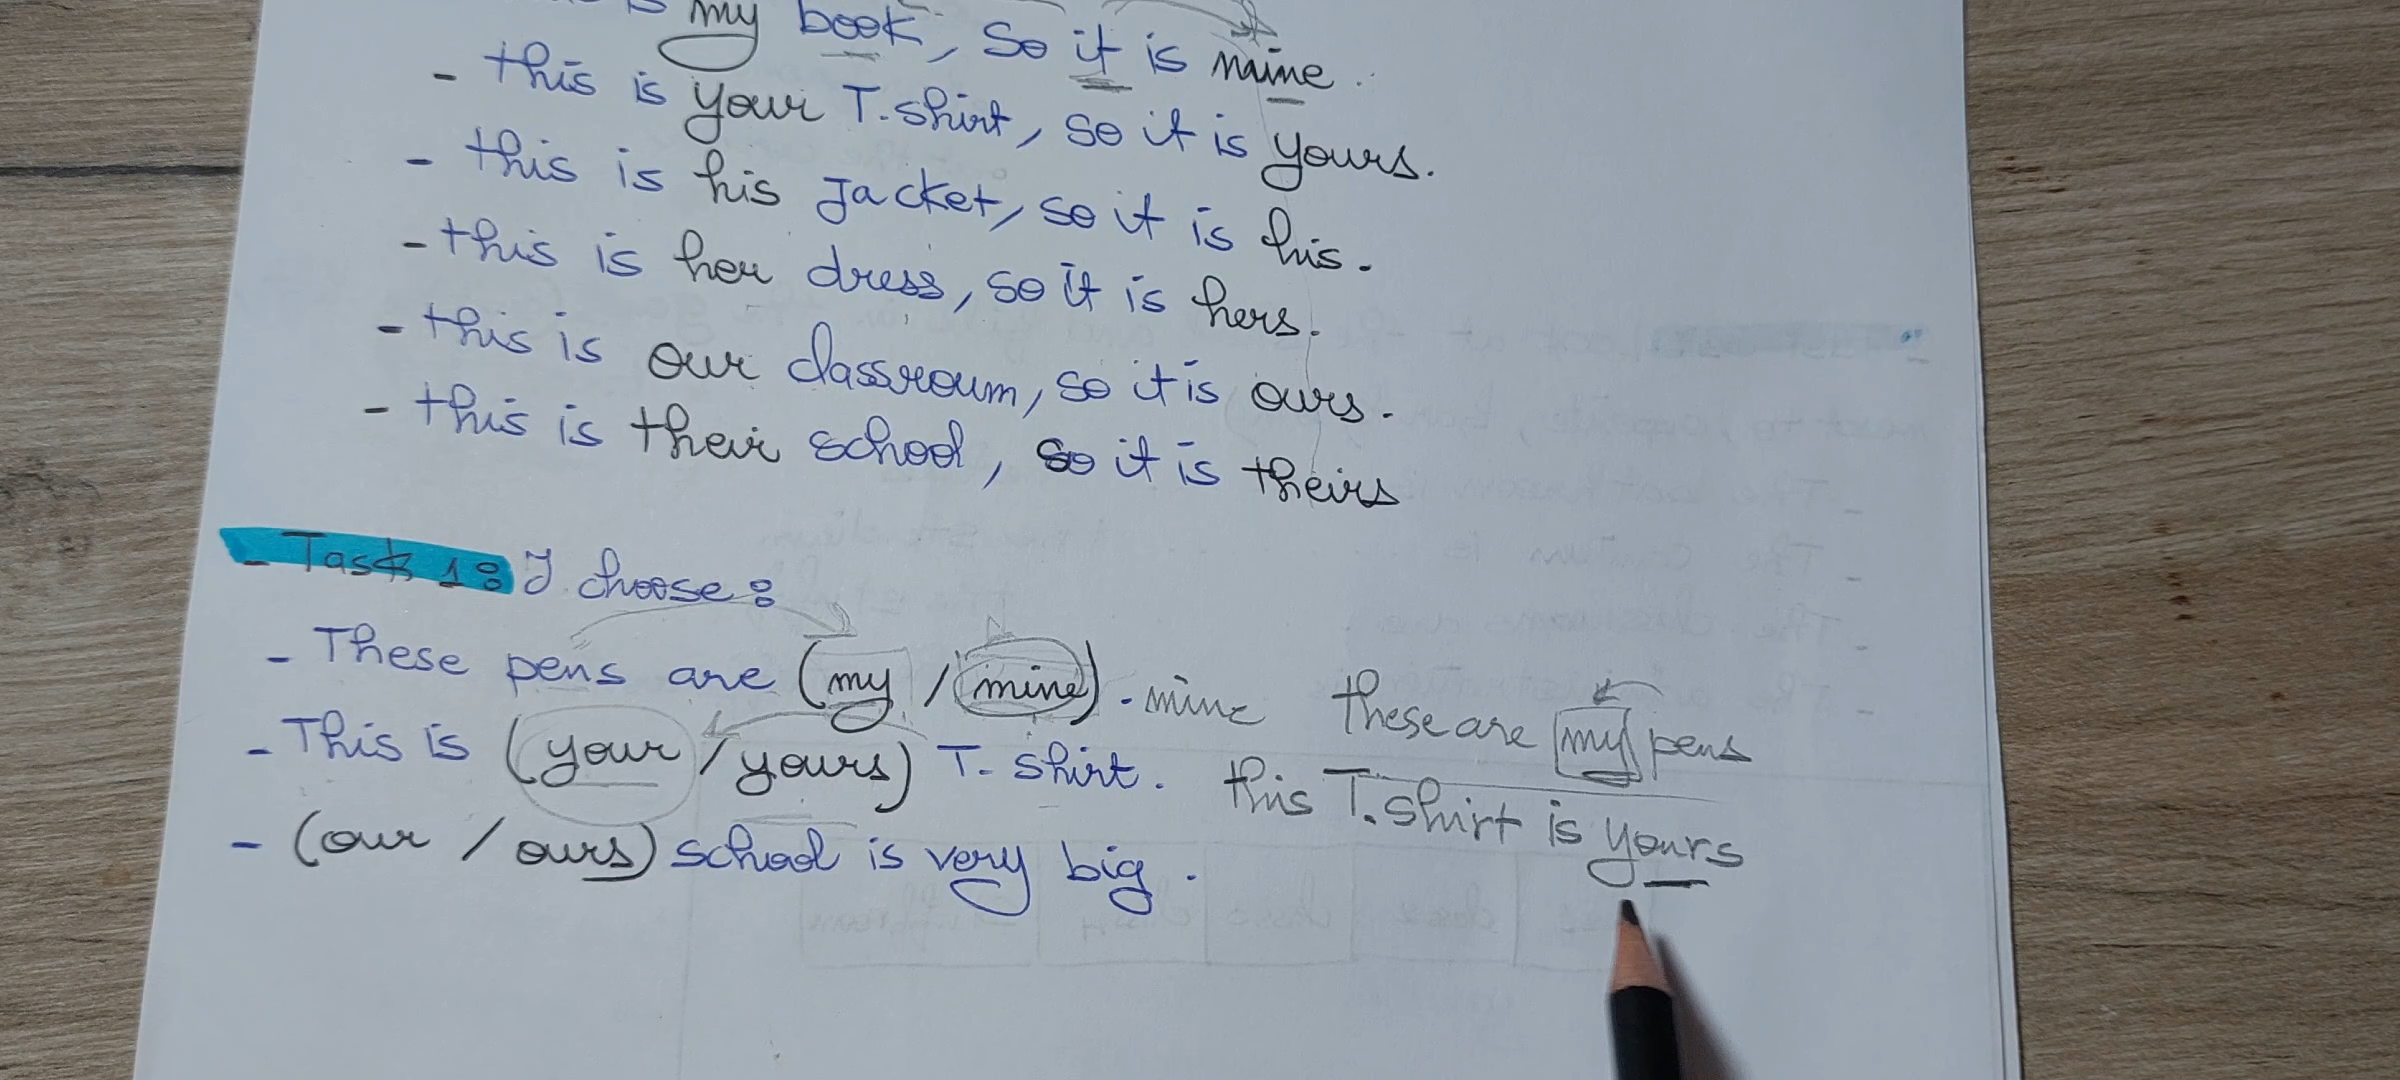 is my book, so it is mine.
- this is your T.shirt, so it is yours.
- this is his Jacket, so it is his.
- this is her dress, so it is hers.
- this is our classroum, so it is ours.
- this is their school, so it is theirs
- Task 1: I choose:
- These pens are (my / mine). mine these are my pens
- This is (your / yours) T. shirt. this T.shirt is yours
- (our / ours) school is very big.